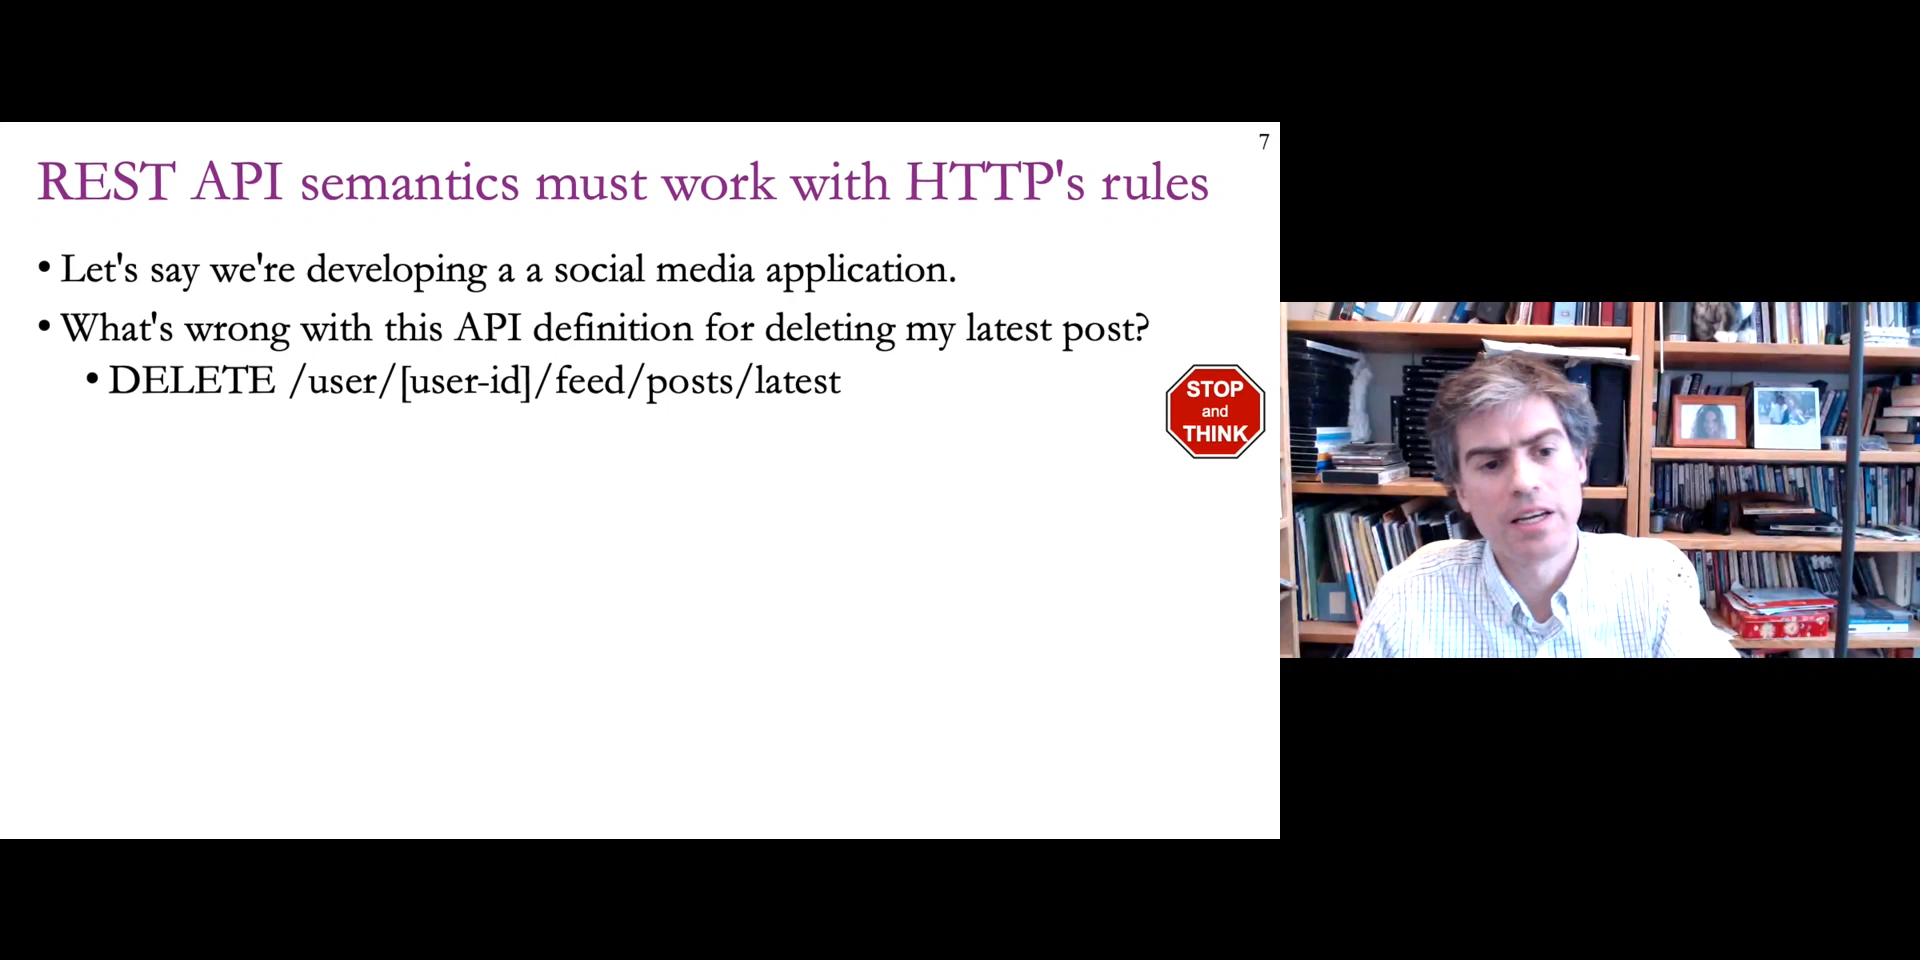 7
REST API semantics must work with HTTP's rules
• Let's say we're developing a a social media application.
• What's wrong with this API definition for deleting my latest post?
• DELETE /user/[user-id]/feed/posts/latest
STOP
and
THINK